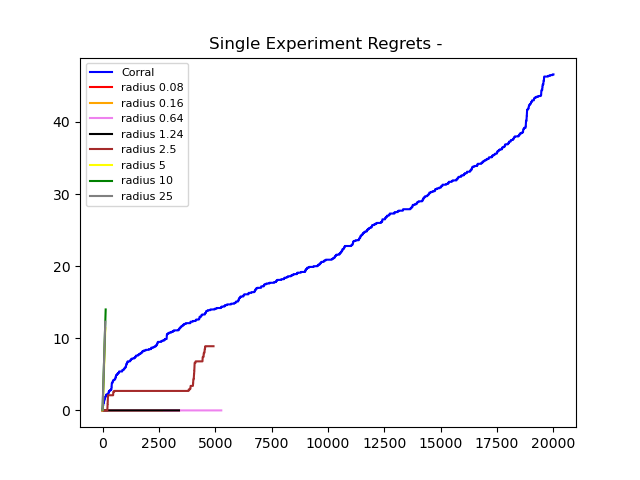 Single Experiment Regrets -
Corral
radius 0.08
radius 0.16
radius 0.64
radius 1.24
radius 2.5
radius 5
radius 10
radius 25
40
30
20
10
0
0 2500 5000 7500 10000 12500 15000 17500 20000